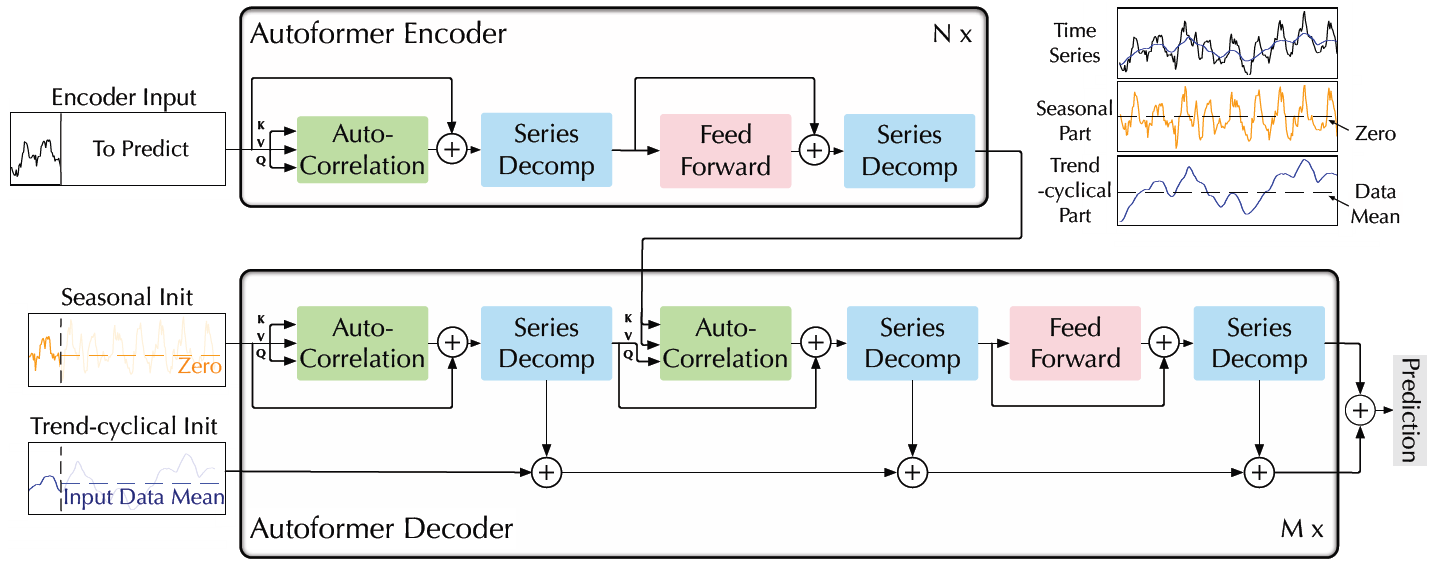 Autoformer Encoder
N x
Encoder Input
To Predict
K
V
Q
Auto-
Correlation
Series
Decomp
Feed
Forward
Series
Decomp
Time
Series
Seasonal
Part
Zero
Trend
-cyclical
Part
Data
Mean
Seasonal Init
Zero
K
V
Q
Auto-
Correlation
Series
Decomp
K
V
Q
Auto-
Correlation
Series
Decomp
Feed
Forward
Series
Decomp
Prediction
Trend-cyclical Init
Input Data Mean
Autoformer Decoder
M x